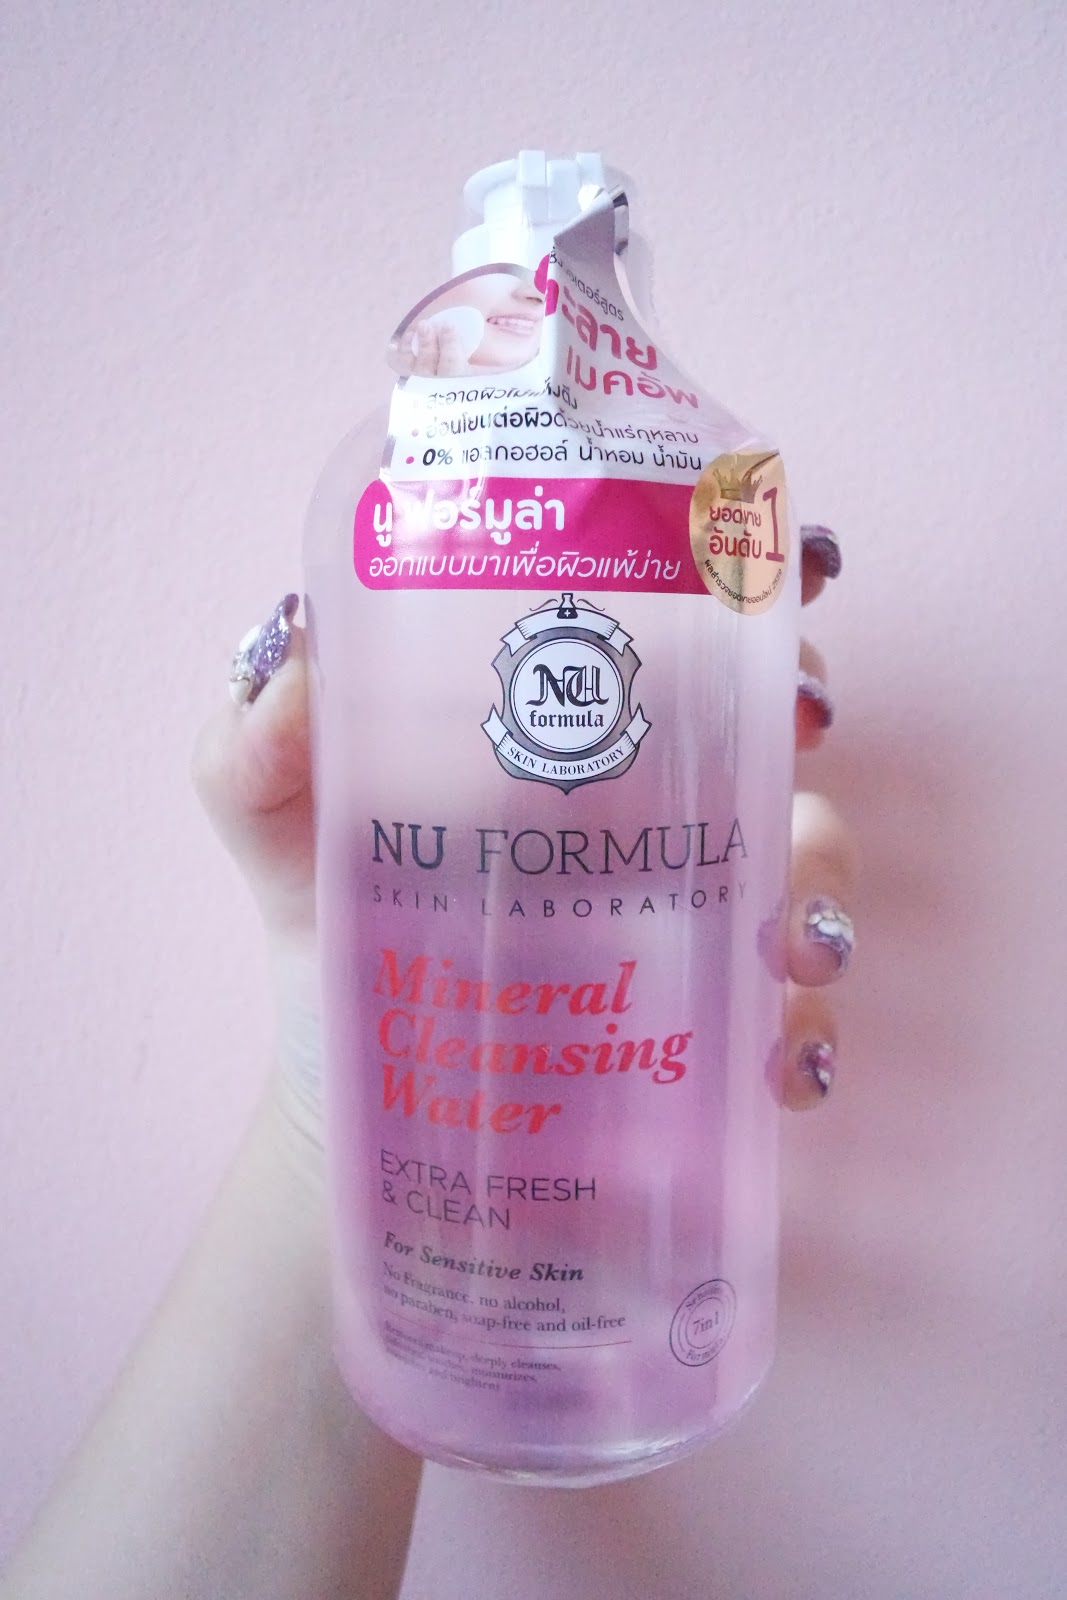 ละลาย
เมคอัพ
สะอาดผิว
• อ่อนโยนต่อผิวด้วยน้ำแร่กุหลาบ
• 0% แอลกอฮอล์ น้ำหอม น้ำมัน
นู ฟอร์มูล่า
ออกแบบมาเพื่อผิวแพ้ง่าย
ยอดขาย
อันดับ 1
NU
formula
SKIN LABORATORY
NU FORMULA
SKIN LABORATORY
Mineral
Cleansing
Water
EXTRA FRESH
& CLEAN
For Sensitive Skin
No Fragrance, no alcohol,
no paraben, soap-free and oil-free
7in1